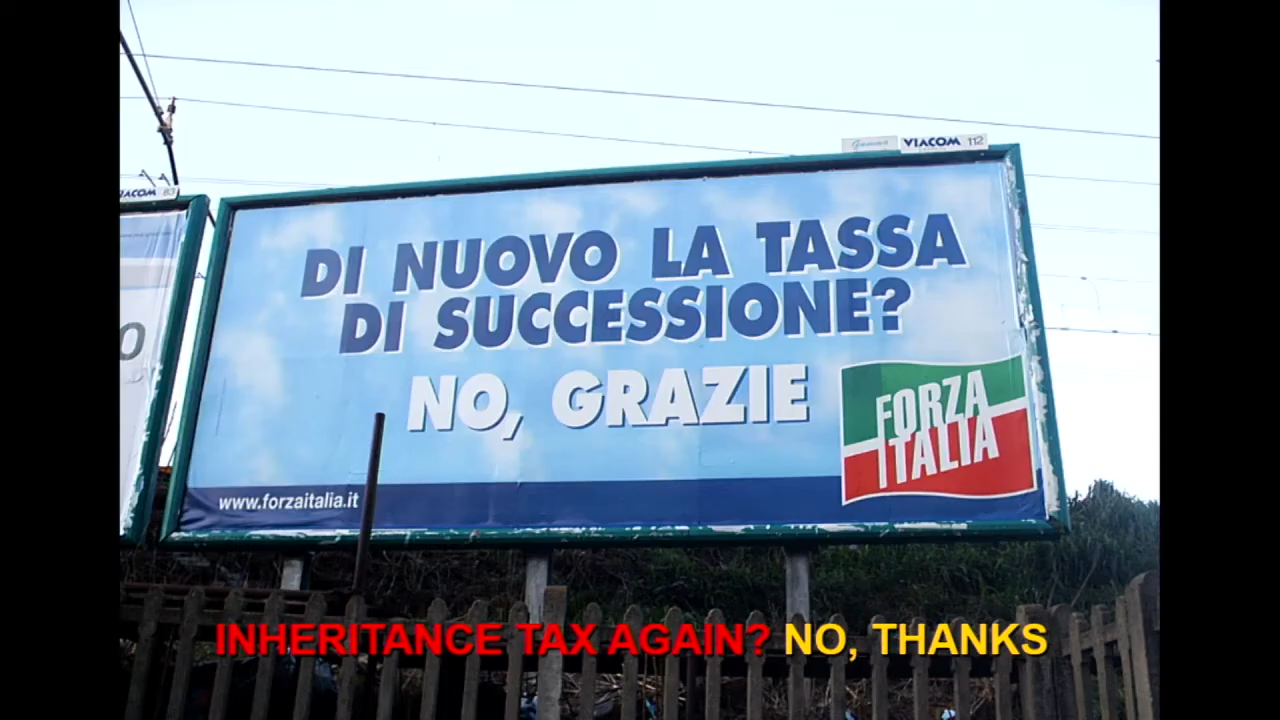 VIACOM 112
VIACOM 83
O
DI NUOVO LA TASSA
DI SUCCESSIONE?
NO, GRAZIE
FORZA
ITALIA
www.forzaitalia.it
INHERITANCE TAX AGAIN? NO, THANKS